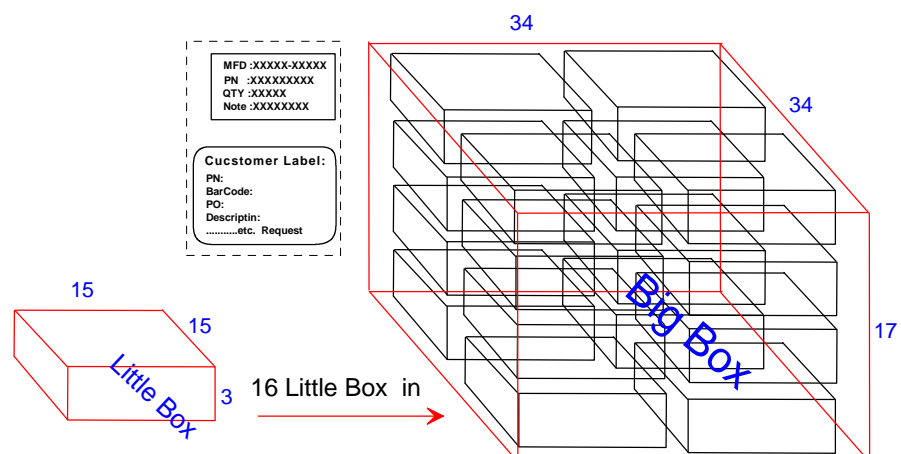 34
MFD :XXXXX-XXXXX
PN :XXXXXXXXX
QTY :XXXXX
Note :XXXXXXXX
34
Cucstomer Label:
PN:
BarCode:
PO:
Descriptin:
...........etc. Request
15
15
Little Box
3
16 Little Box in
Big Box
17